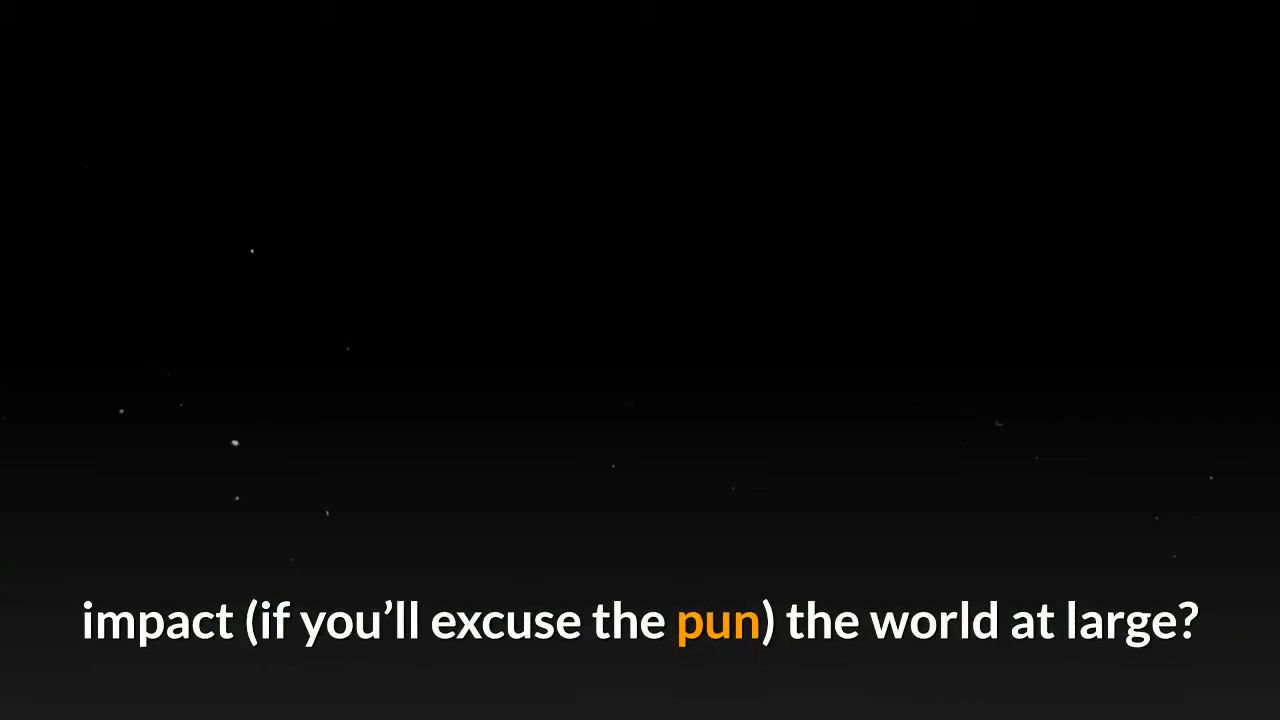 impact (if you’ll excuse the pun) the world at large?